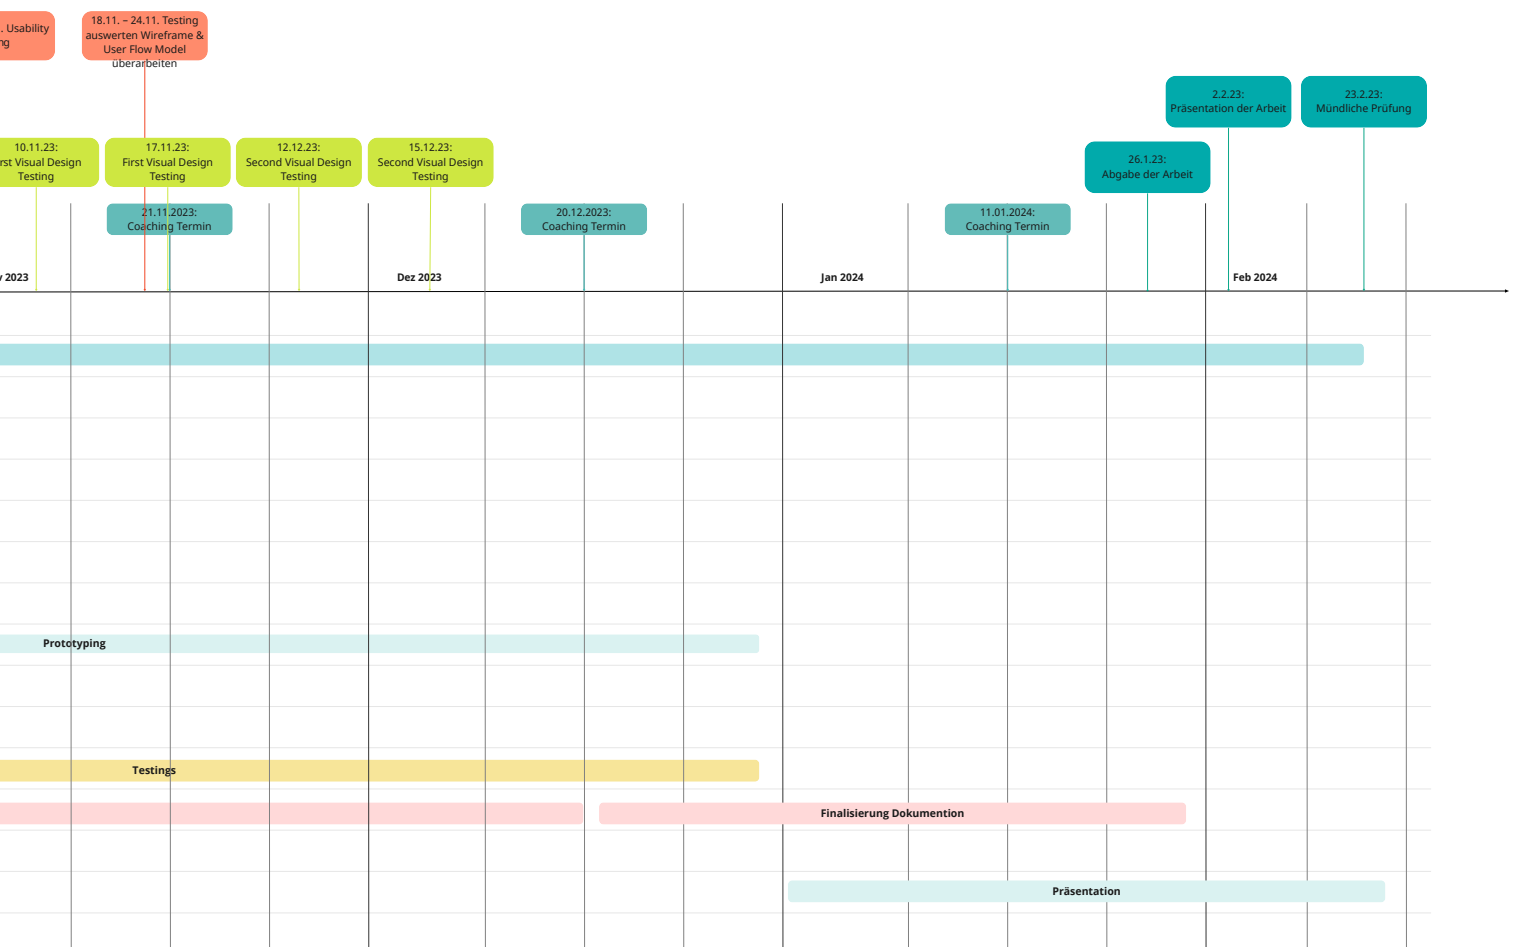 . Usability
ng
18.11. – 24.11. Testing
auswerten Wireframe &
User Flow Model
überarbeiten
2.2.23:
Präsentation der Arbeit
23.2.23:
Mündliche Prüfung
10.11.23:
rst Visual Design
Testing
17.11.23:
First Visual Design
Testing
12.12.23:
Second Visual Design
Testing
15.12.23:
Second Visual Design
Testing
26.1.23:
Abgabe der Arbeit
21.11.2023:
Coaching Termin
20.12.2023:
Coaching Termin
11.01.2024:
Coaching Termin
v 2023
Dez 2023
Jan 2024
Feb 2024
Prototyping
Testings
Finalisierung Dokumention
Präsentation